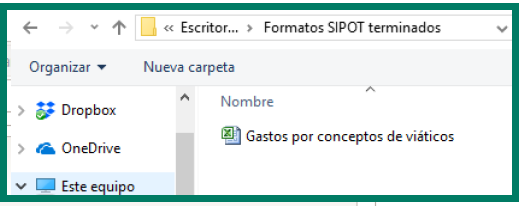 « Escritor... > Formatos SIPOT terminados
Organizar Nueva carpeta
Nombre
Dropbox
Gastos por conceptos de viáticos
OneDrive
Este equipo